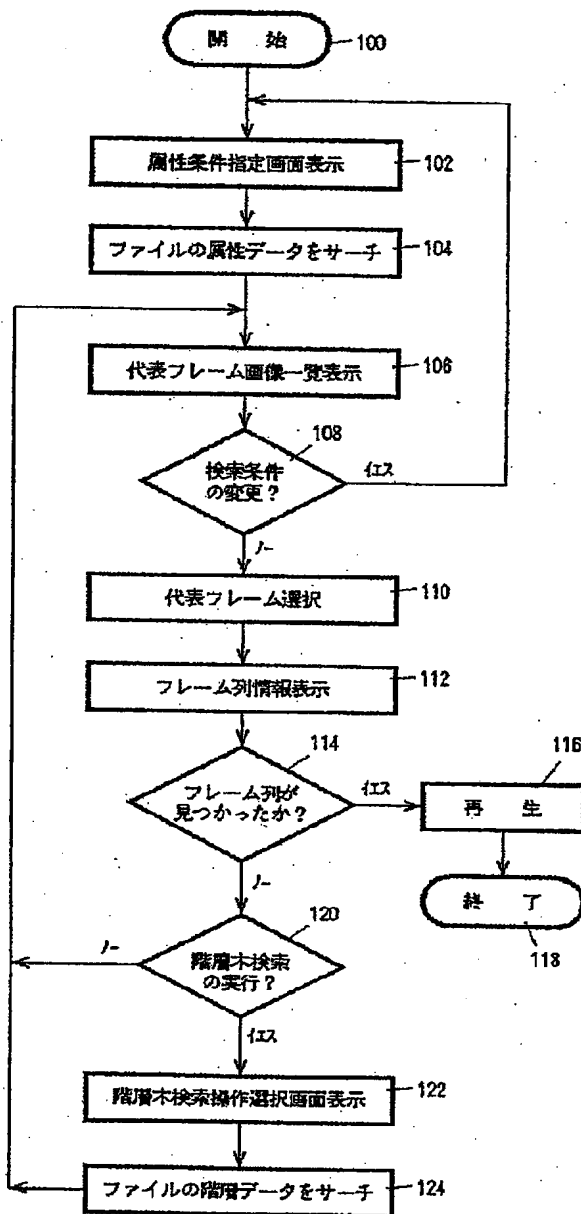 開 始
100
属性条件指定画面表示
102
ファイルの属性データをサーチ
104
代表フレーム画像一覧表示
106
108
検索条件
の変更？
イエス
ノー
代表フレーム選択
110
フレーム列情報表示
112
114
フレーム列が
見つかったか？
イエス
116
再 生
ノー
終 了
118
120
階層木検索
の実行？
ノー
イエス
階層木検索操作選択画面表示
122
ファイルの階層データをサーチ
124